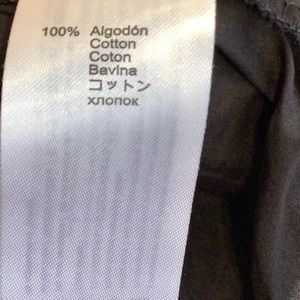 100% Algodón
Cotton
Coton
Bavlna
コットン
хлопок